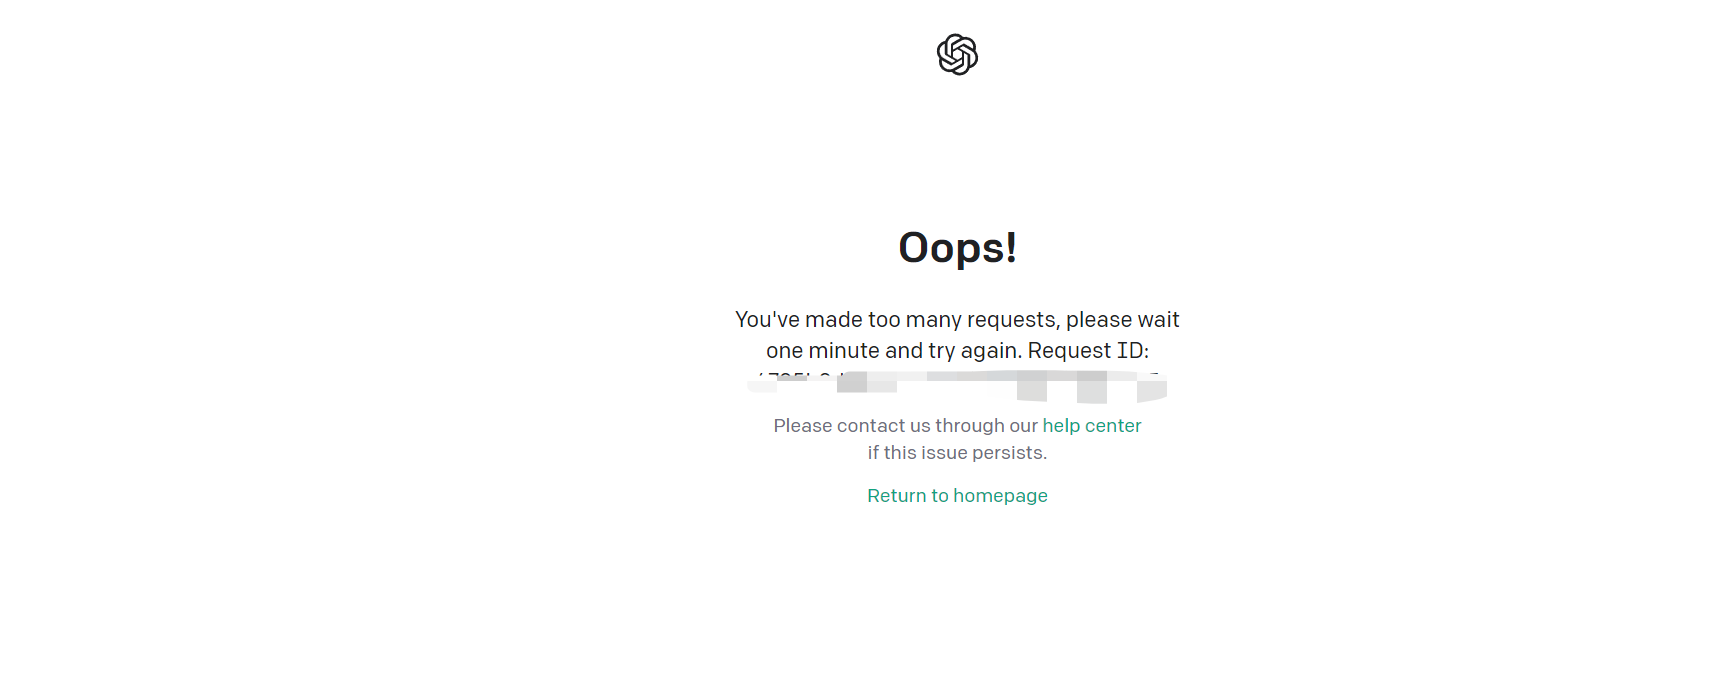 Oops!
You've made too many requests, please wait
one minute and try again. Request ID:
Please contact us through our help center
if this issue persists.
Return to homepage